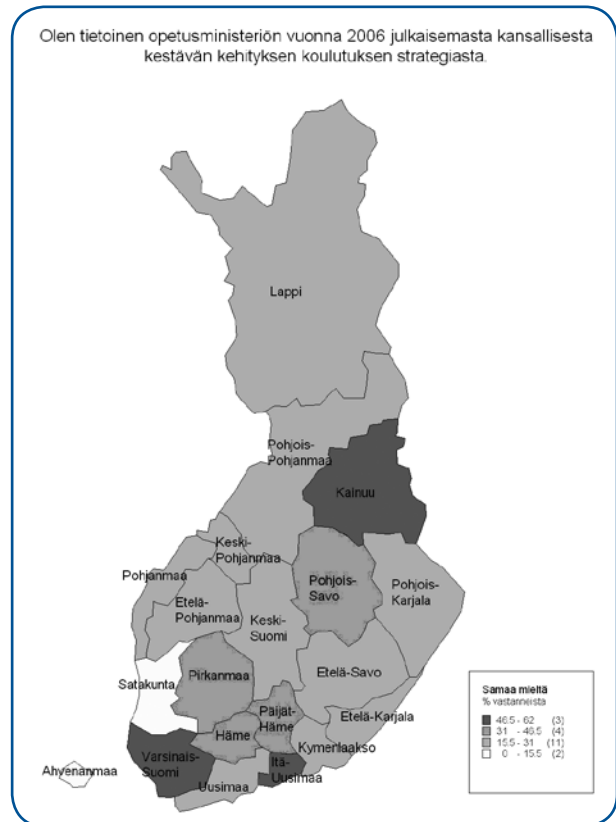 Olen tietoinen opetusministeriön vuonna 2006 julkaisemasta kansallisesta
kestävän kehityksen koulutuksen strategiasta.
Lappi
Pohjois-
Pohjanmaa
Kainuu
Keski-
Pohjanmaa
Pohjanmaa
Pohjois-
Savo
Pohjois-
Karjala
Etelä-
Pohjanmaa
Keski-
Suomi
Etelä-Savo
Pirkanmaa
Satakunta
Päijät-
Häme
Etelä-Karjala
Häme
Kymenlaakso
Varsinais-
Suomi
Itä-
Uusimaa
Ahvenanmaa
Uusimaa
Samaa mieltä
% vastanneista
46.5 - 62 (3)
31 - 46.5 (4)
15.5 - 31 (11)
0 - 15.5 (2)